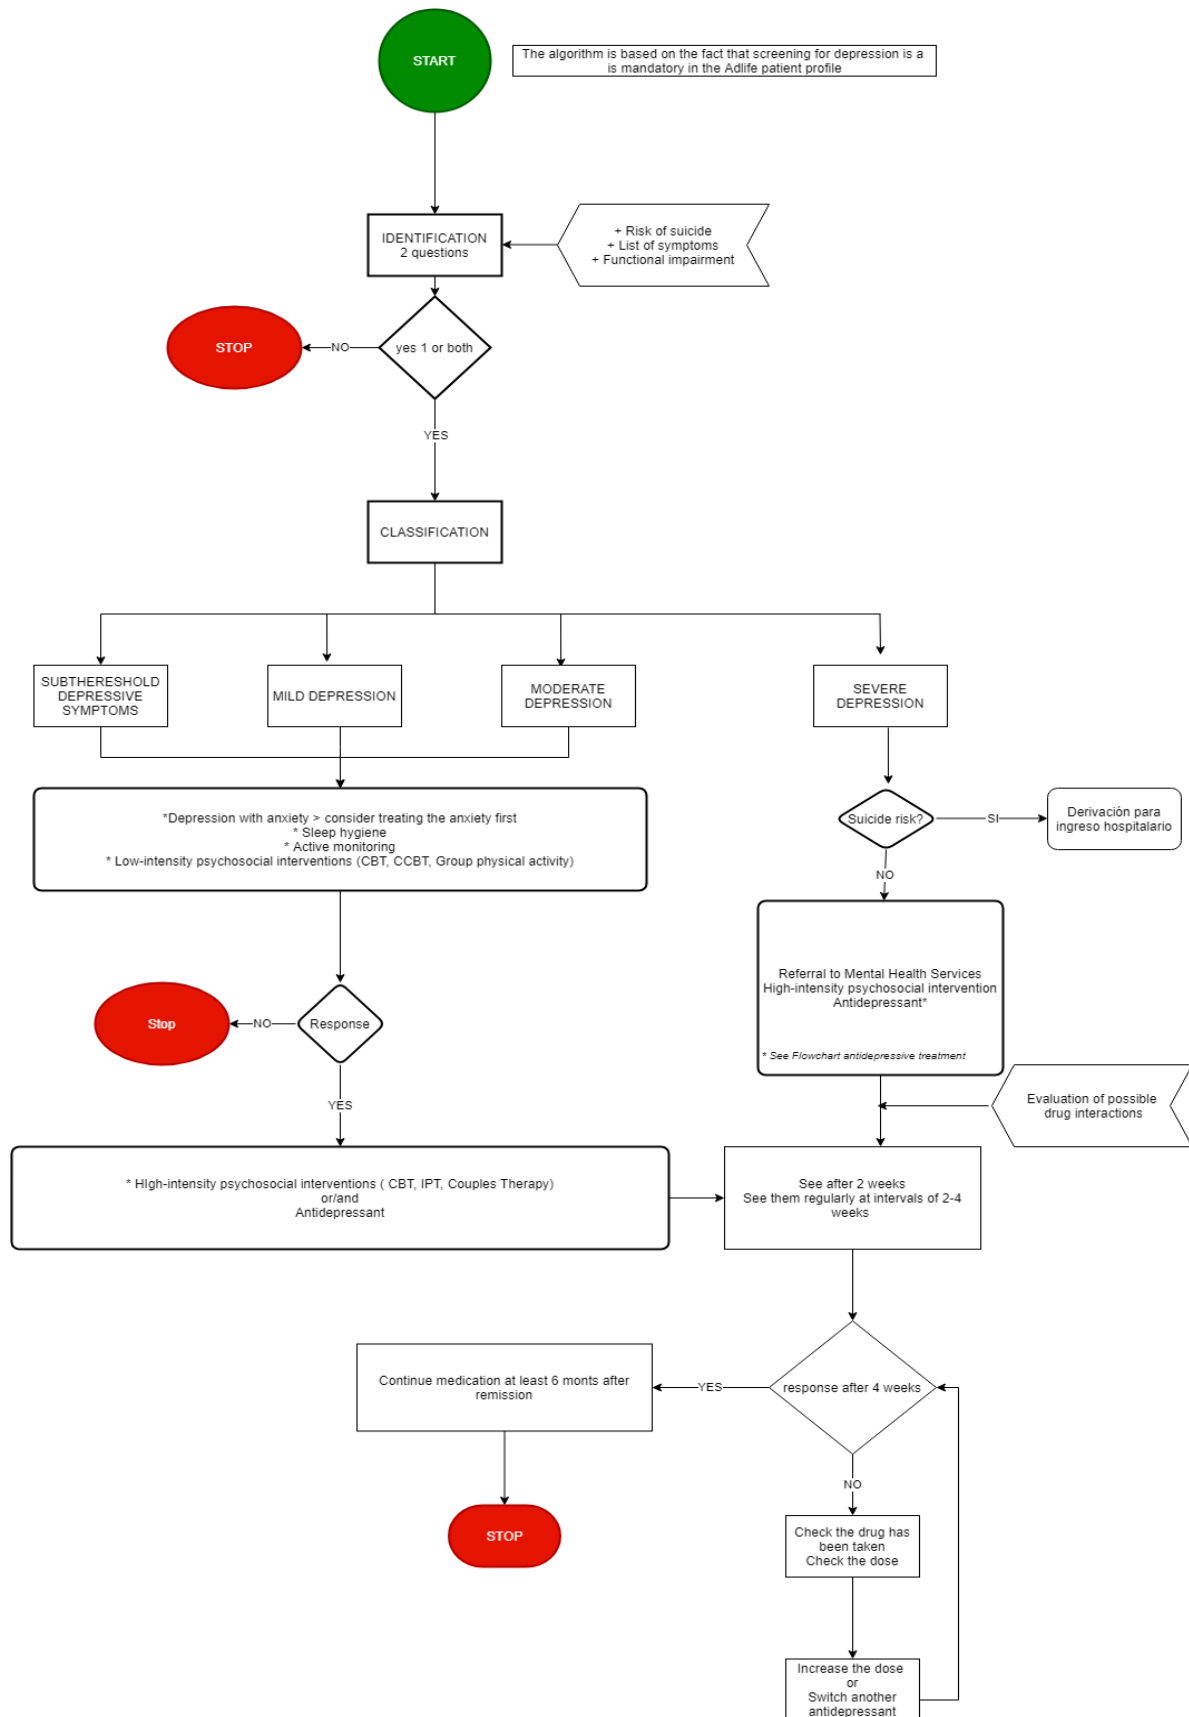 START
The algorithm is based on the fact that screening for depression is a
is mandatory in the Adlife patient profile
IDENTIFICATION
2 questions
+ Risk of suicide
+ List of symptoms
+ Functional impairment
STOP
NO
yes 1 or both
YES
CLASSIFICATION
SUBTHERESHOLD
DEPRESSIVE
SYMPTOMS
MILD DEPRESSION
MODERATE
DEPRESSION
SEVERE
DEPRESSION
*Depression with anxiety > consider treating the anxiety first
* Sleep hygiene
* Active monitoring
* Low-intensity psychosocial interventions (CBT, CCBT, Group physical activity)
Suicide risk?
SI
Derivación para
ingreso hospitalario
NO
Referral to Mental Health Services
High-intensity psychosocial intervention
Antidepressant*
* See Flowchart antidepressive treatment
Stop
NO
Response
YES
Evaluation of possible
drug interactions
* HIgh-intensity psychosocial interventions ( CBT, IPT, Couples Therapy)
or/and
Antidepressant
See after 2 weeks
See them regularly at intervals of 2-4
weeks
Continue medication at least 6 monts after
remission
YES
response after 4 weeks
NO
STOP
Check the drug has
been taken
Check the dose
Increase the dose
or
Switch another
antidepressant